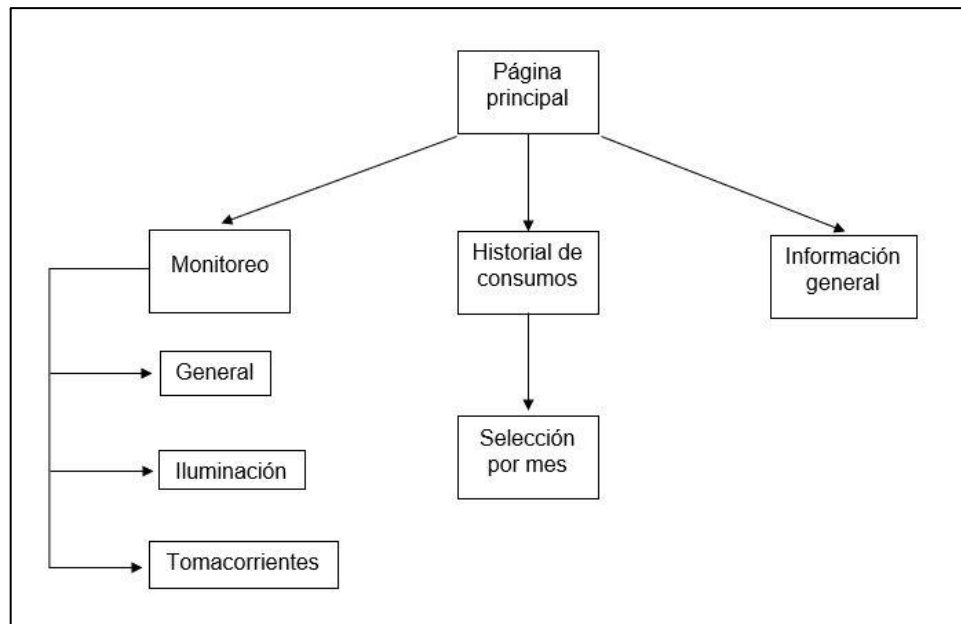 Página
principal
Monitoreo
Historial de
consumos
Información
general
General
Iluminación
Selección
por mes
Tomacorrientes